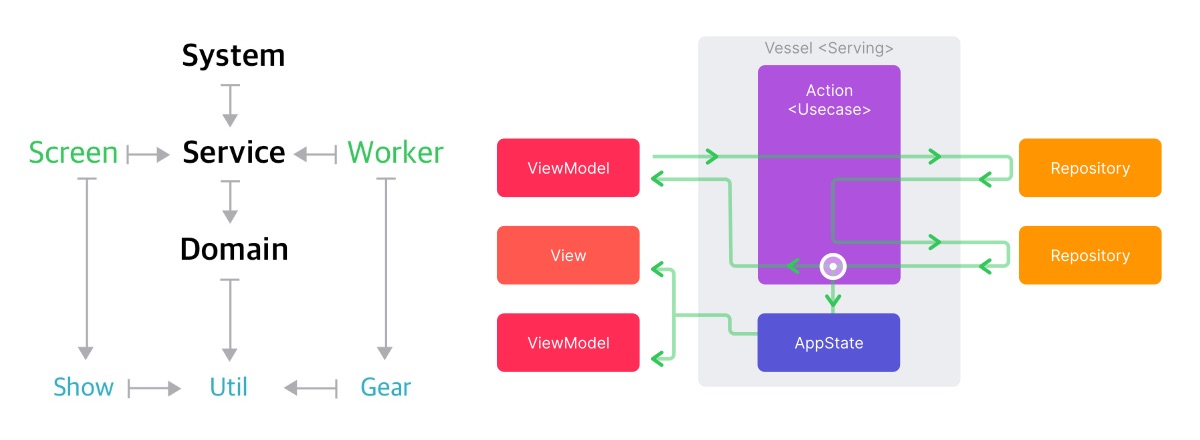 System
Screen
Service
Worker
Domain
Show
Util
Gear
Vessel <Serving>
Action
<Usecase>
ViewModel
Repository
View
Repository
ViewModel
AppState